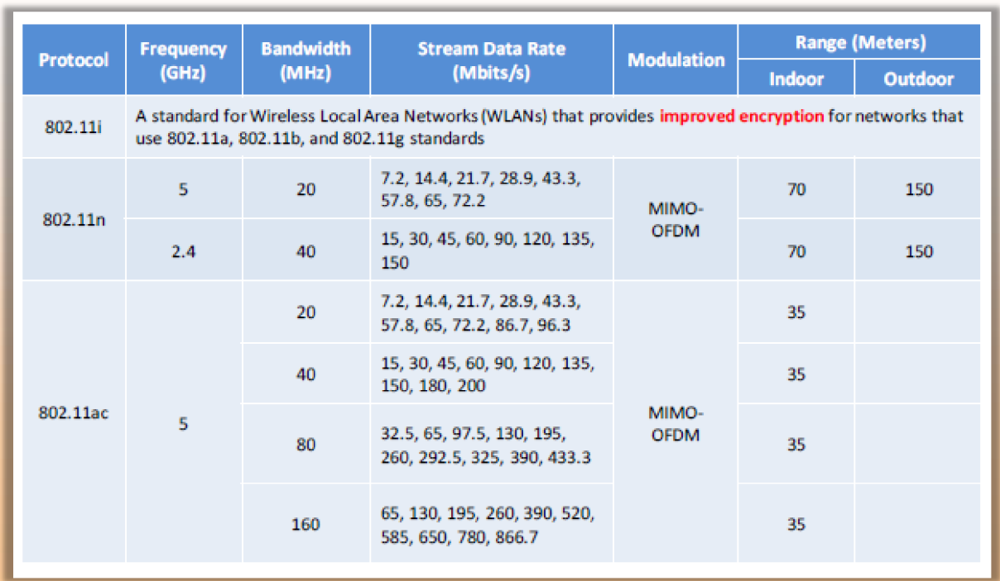 Protocol
Frequency
(GHz)
Bandwidth
(MHz)
Stream Data Rate
(Mbits/s)
Modulation
Range (Meters)
Indoor
Outdoor
802.11i
A standard for Wireless Local Area Networks (WLANs) that provides improved encryption for networks that
use 802.11a, 802.11b, and 802.11g standards
802.11n
5
20
7.2, 14.4, 21.7, 28.9, 43.3,
57.8, 65, 72.2
MIMO-
OFDM
70
150
2.4
40
15, 30, 45, 60, 90, 120, 135,
150
70
150
802.11ac
5
20
7.2, 14.4, 21.7, 28.9, 43.3,
57.8, 65, 72.2, 86.7, 96.3
MIMO-
OFDM
35
40
15, 30, 45, 60, 90, 120, 135,
150, 180, 200
35
80
32.5, 65, 97.5, 130, 195,
260, 292.5, 325, 390, 433.3
35
160
65, 130, 195, 260, 390, 520,
585, 650, 780, 866.7
35